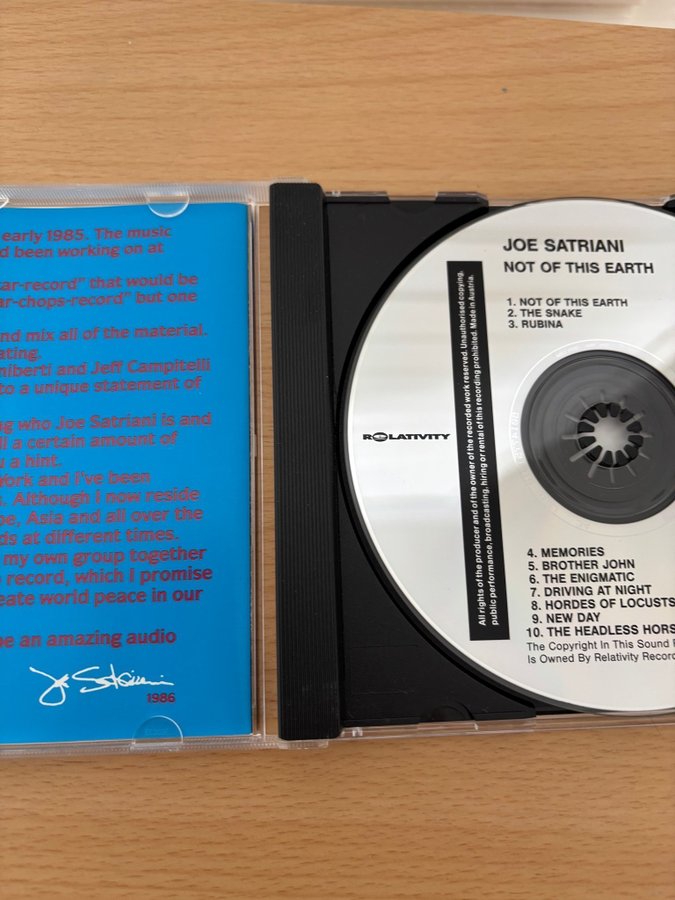 early 1985. The music
d been working on at
ar-record" that would be
ar-chops-record" but one
nd mix all of the material.
ating.
niberti and Jeff Campitelli
to a unique statement of
ng who Joe Satriani is and
ll a certain amount of
u a hint.
York and I've been
s. Although I now reside
pe, Asia and all over the
ds at different times.
my own group together
o record, which I promise
eate world peace in our
be an amazing audio
Joe Satriani
1986
JOE SATRIANI
NOT OF THIS EARTH
1. NOT OF THIS EARTH
2. THE SNAKE
3. RUBINA
RELATIVITY
All rights of the producer and of the owner of the recorded work reserved. Unauthorised copying,
public performance, broadcasting, hiring or rental of this recording prohibited. Made in Austria.
4. MEMORIES
5. BROTHER JOHN
6. THE ENIGMATIC
7. DRIVING AT NIGHT
8. HORDES OF LOCUSTS
9. NEW DAY
10. THE HEADLESS HORS
The Copyright In This Sound
Is Owned By Relativity Recor